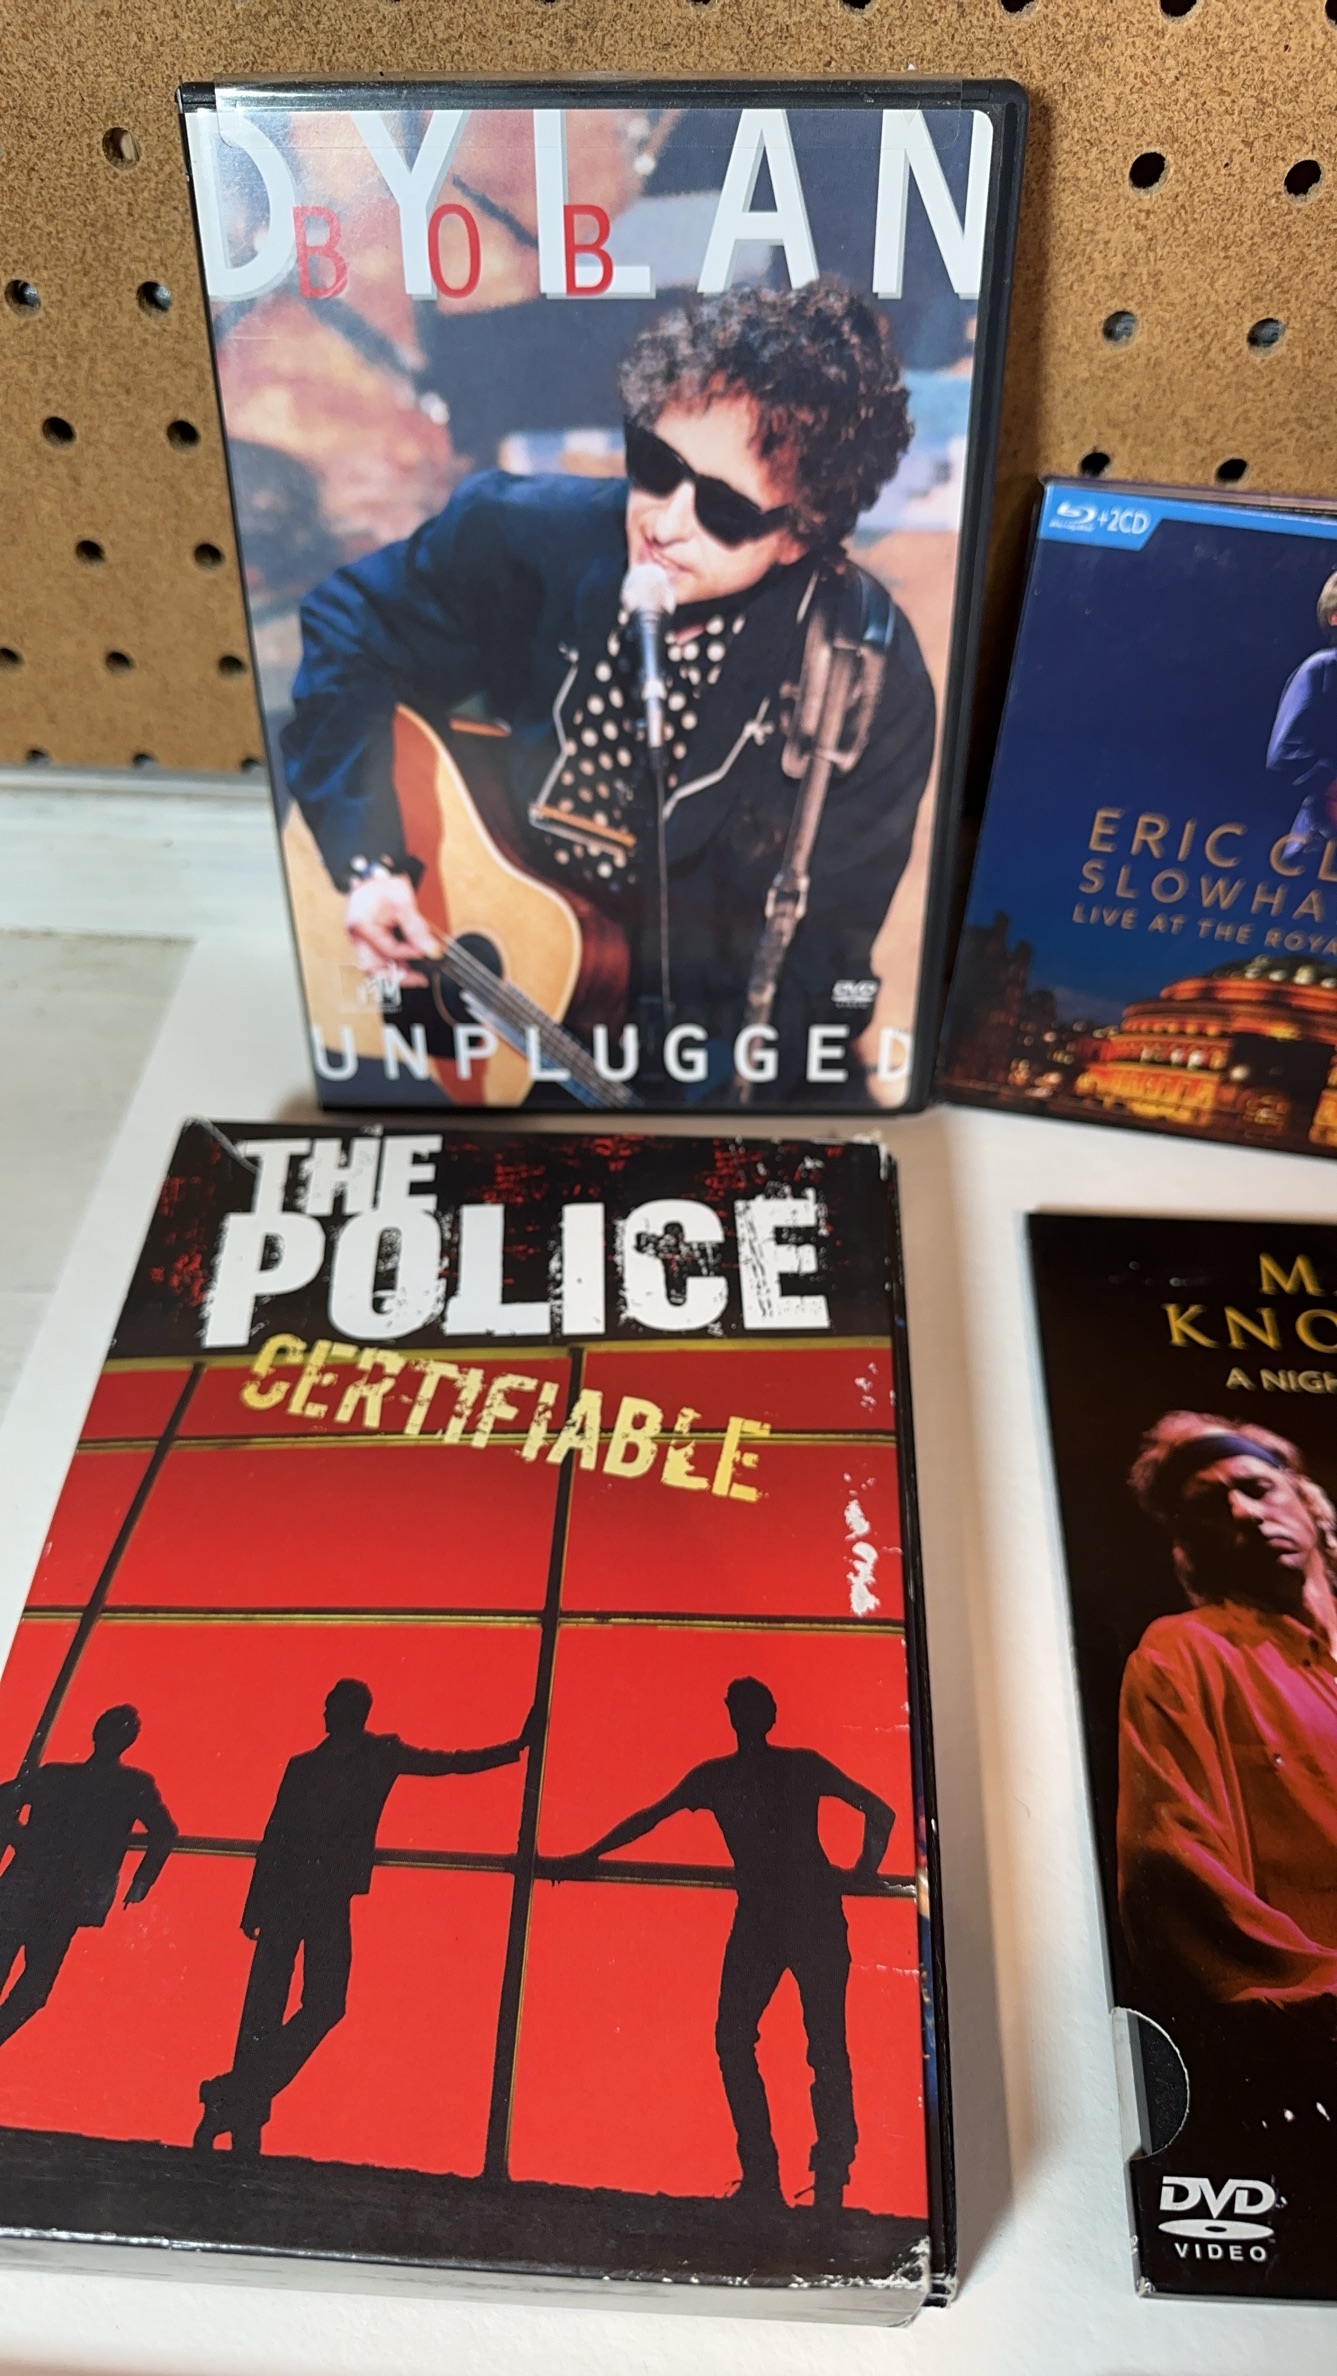 DYLAN
BOB
MTV
DVD
VIDEO
UNPLUGGED
+2CD
ERIC CL
SLOWHA
LIVE AT THE ROYA
THE
POLICE
CERTIFIABLE
M
KNO
A NIGH
DVD
VIDEO